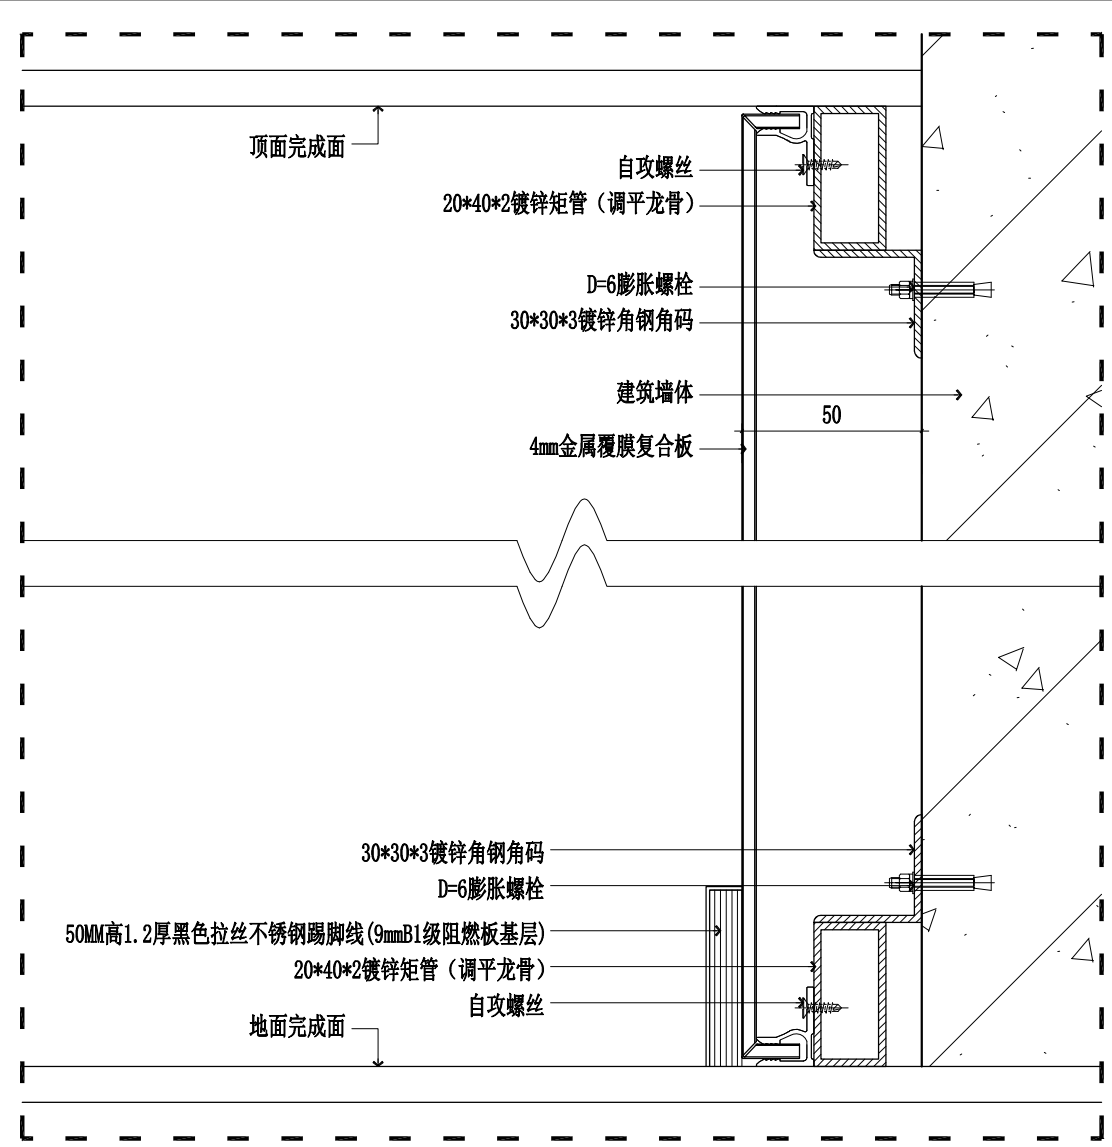 顶面完成面
自攻螺丝
20*40*2镀锌矩管（调平龙骨）
D=6膨胀螺栓
30*30*3镀锌角钢角码
建筑墙体
50
4mm金属覆膜复合板
30*30*3镀锌角钢角码
D=6膨胀螺栓
50MM高1.2厚黑色拉丝不锈钢踢脚线(9mmB1级阻燃板基层)
20*40*2镀锌矩管（调平龙骨）
自攻螺丝
地面完成面